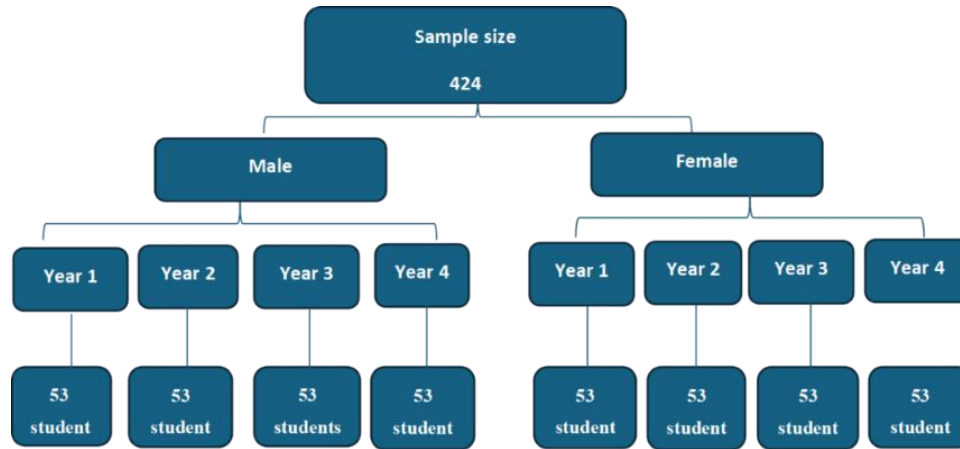 Sample size
424
Male
Female
Year 1
Year 2
Year 3
Year 4
Year 1
Year 2
Year 3
Year 4
53
student
53
student
53
students
53
student
53
student
53
student
53
student
53
student